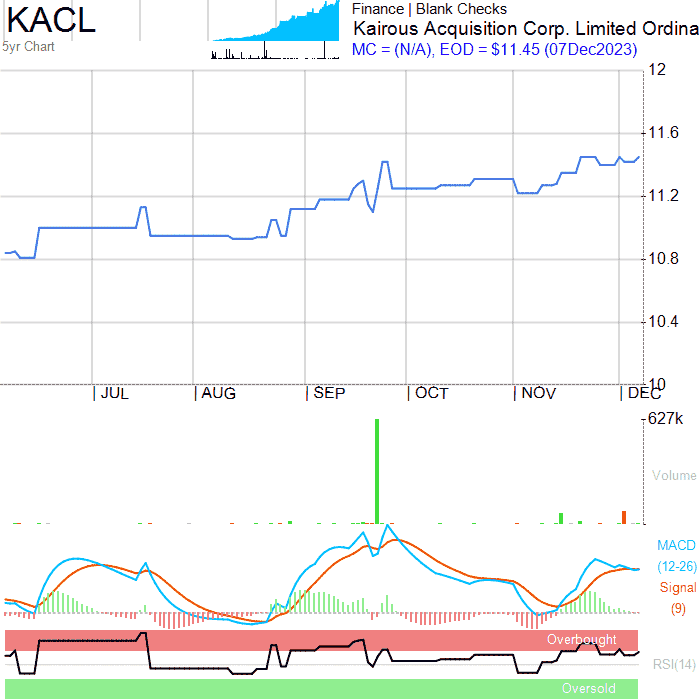 KACL
5yr Chart
Finance | Blank Checks
Kairous Acquisition Corp. Limited Ordina
MC = (N/A), EOD = $11.45 (07Dec2023)
12
11.6
11.2
10.8
10.4
10
JUL AUG SEP OCT NOV DEC
627k
Volume
MACD
(12-26)
Signal
(9)
Overbought
RSI(14)
Oversold